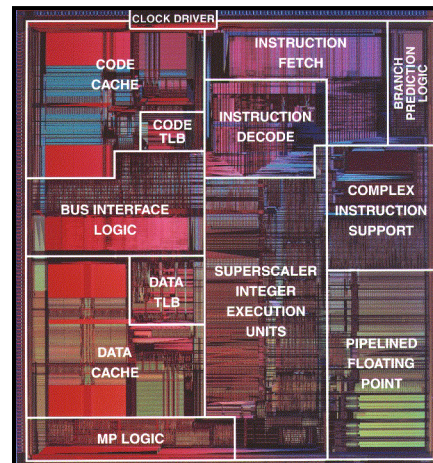 CLOCK DRIVER
CODE
CACHE
CODE
TLB
INSTRUCTION
FETCH
BRANCH
PREDICTION
LOGIC
INSTRUCTION
DECODE
BUS INTERFACE
LOGIC
COMPLEX
INSTRUCTION
SUPPORT
DATA
TLB
SUPERSCALER
INTEGER
EXECUTION
UNITS
DATA
CACHE
PIPELINED
FLOATING
POINT
MP LOGIC